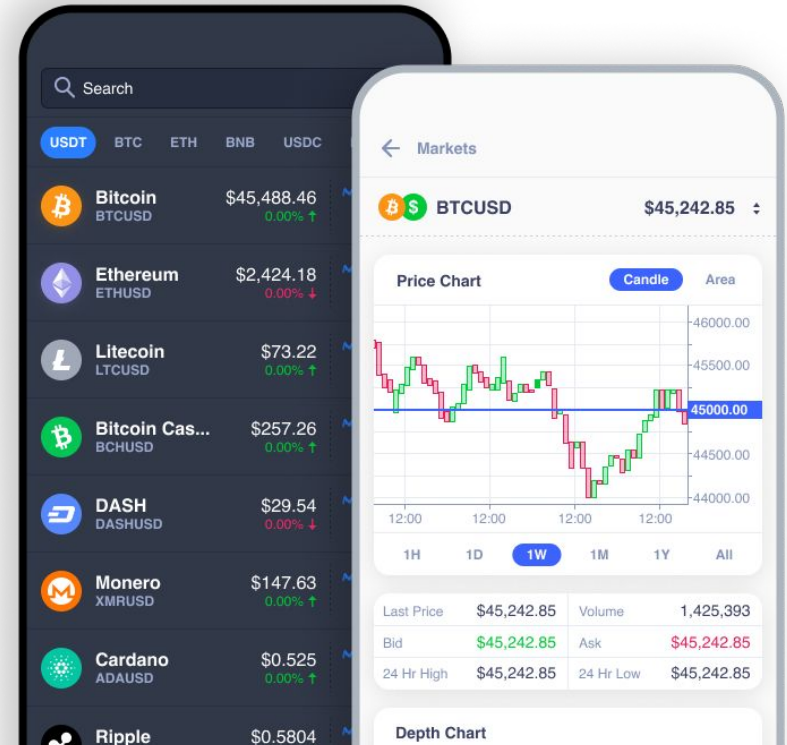 Search
USDT BTC ETH BNB USDC
Bitcoin $45,488.46
BTCUSD 0.00% ↑
Ethereum $2,424.18
ETHUSD 0.00% ↓
Litecoin $73.22
LTCUSD 0.00% ↑
Bitcoin Cas... $257.26
BCHUSD 0.00% ↑
DASH $29.54
DASHUSD 0.00% ↓
Monero $147.63
XMRUSD 0.00% ↑
Cardano $0.525
ADAUSD 0.00% ↑
Ripple $0.5804
← Markets
BTCUSD $45,242.85
Price Chart Candle Area
46000.00
45500.00
45000.00
44500.00
44000.00
12:00 12:00 12:00 12:00
1H 1D 1W 1M 1Y All
Last Price $45,242.85 Volume 1,425,393
Bid $45,242.85 Ask $45,242.85
24 Hr High $45,242.85 24 Hr Low $45,242.85
Depth Chart